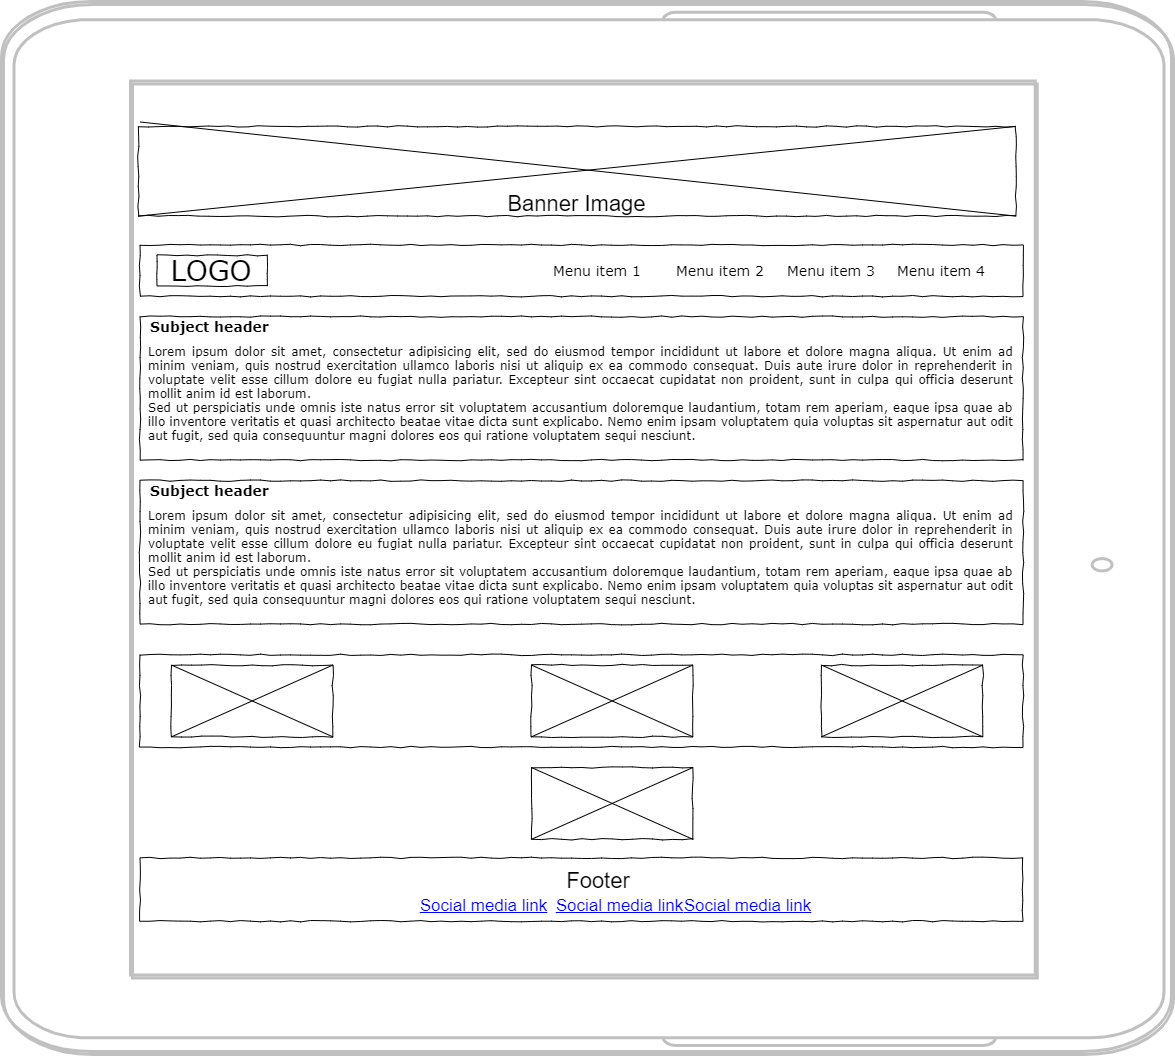 Banner Image
LOGO Menu item 1 Menu item 2 Menu item 3 Menu item 4
Subject header
Lorem ipsum dolor sit amet, consectetur adipisicing elit, sed do eiusmod tempor incididunt ut labore et dolore magna aliqua. Ut enim ad
minim veniam, quis nostrud exercitation ullamco laboris nisi ut aliquip ex ea commodo consequat. Duis aute irure dolor in reprehenderit in
voluptate velit esse cillum dolore eu fugiat nulla pariatur. Excepteur sint occaecat cupidatat non proident, sunt in culpa qui officia deserunt
mollit anim id est laborum.
Sed ut perspiciatis unde omnis iste natus error sit voluptatem accusantium doloremque laudantium, totam rem aperiam, eaque ipsa quae ab
illo inventore veritatis et quasi architecto beatae vitae dicta sunt explicabo. Nemo enim ipsam voluptatem quia voluptas sit aspernatur aut odit
aut fugit, sed quia consequuntur magni dolores eos qui ratione voluptatem sequi nesciunt.
Subject header
Lorem ipsum dolor sit amet, consectetur adipisicing elit, sed do eiusmod tempor incididunt ut labore et dolore magna aliqua. Ut enim ad
minim veniam, quis nostrud exercitation ullamco laboris nisi ut aliquip ex ea commodo consequat. Duis aute irure dolor in reprehenderit in
voluptate velit esse cillum dolore eu fugiat nulla pariatur. Excepteur sint occaecat cupidatat non proident, sunt in culpa qui officia deserunt
mollit anim id est laborum.
Sed ut perspiciatis unde omnis iste natus error sit voluptatem accusantium doloremque laudantium, totam rem aperiam, eaque ipsa quae ab
illo inventore veritatis et quasi architecto beatae vitae dicta sunt explicabo. Nemo enim ipsam voluptatem quia voluptas sit aspernatur aut odit
aut fugit, sed quia consequuntur magni dolores eos qui ratione voluptatem sequi nesciunt.
Footer
Social media link Social media linkSocial media link